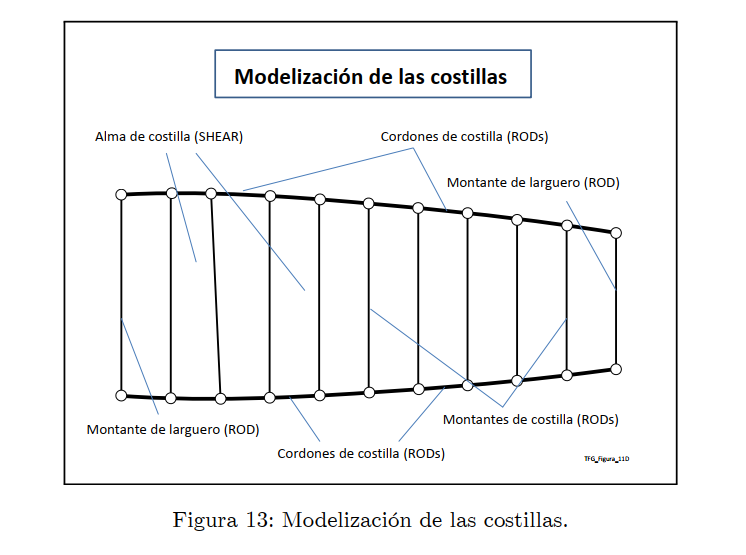 Modelización de las costillas
Alma de costilla (SHEAR)
Cordones de costilla (RODs)
Montante de larguero (ROD)
Montante de larguero (ROD)
Cordones de costilla (RODs)
Montantes de costilla (RODs)
TFG_Figura_11D
Figura 13: Modelización de las costillas.